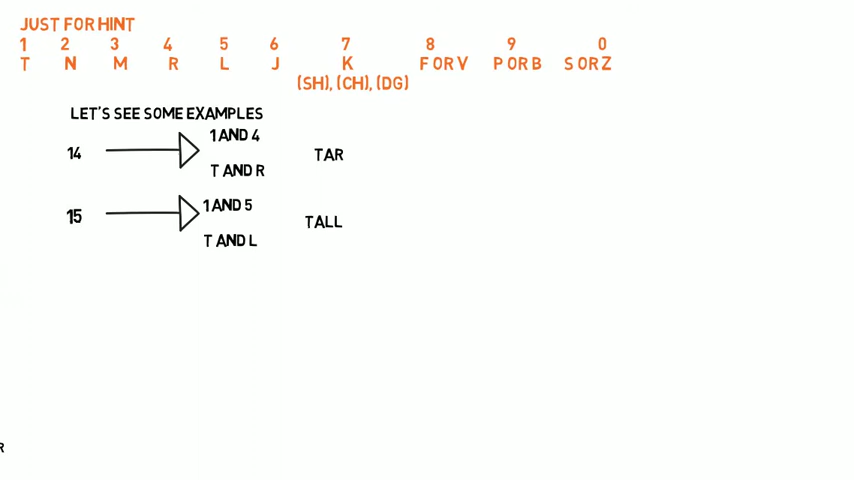 JUST FOR HINT
1 2 3 4 5 6 7 8 9 0
T N M R L J K F OR V P OR B S OR Z
(SH), (CH), (DG)
LET'S SEE SOME EXAMPLES
1 AND 4
14 TAR
T AND R
1 AND 5
15 TALL
T AND L
R